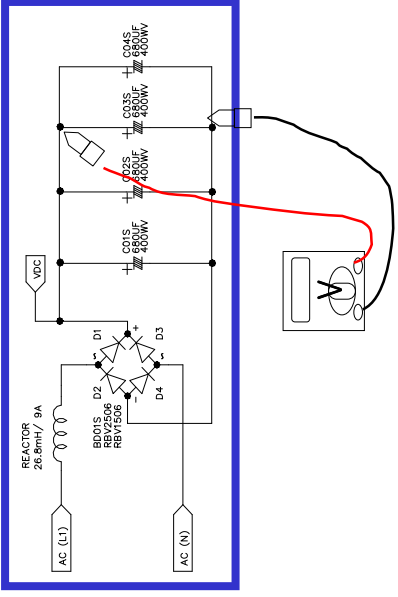 C04S
680UF
400WV
C03S
680UF
400WV
C02S
680UF
400WV
C01S
680UF
400WV
+
+
+
+
VDC
V
D1
D3
+
S
S
D2
D4
-
BD01S
RBV2506
RBV1506
REACTOR
26.8mH/ 9A
AC (L1)
AC (N)